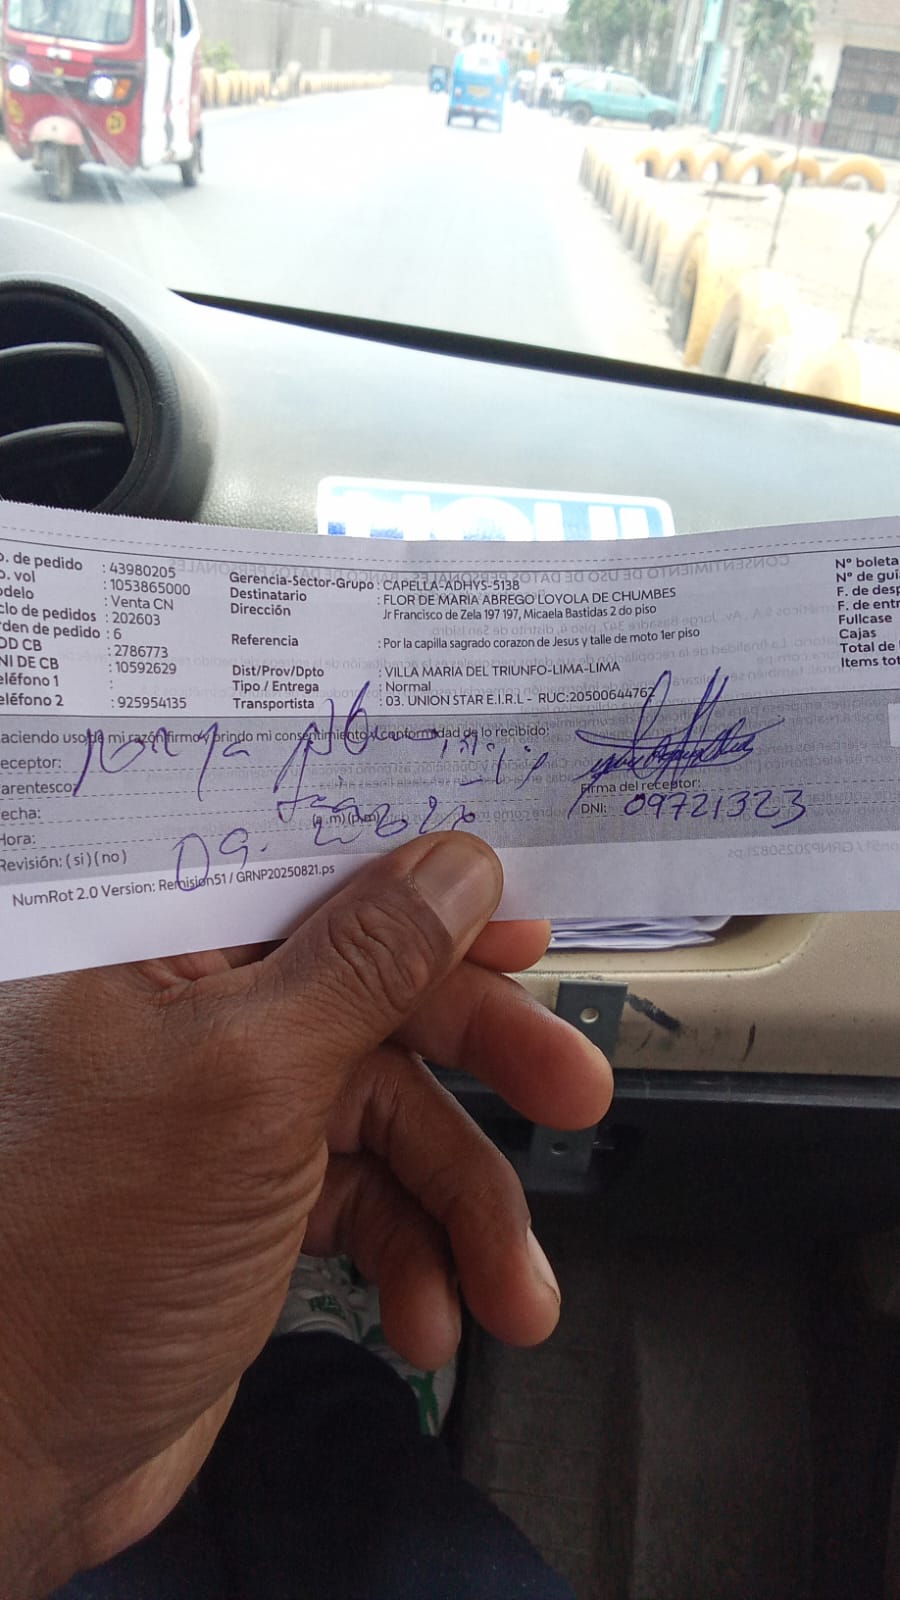 o. de pedido : 43980205
o. vol : 1053865000
odelo : Venta CN
clo de pedidos : 202603
rden de pedido : 6
OD CB : 2786773
NI DE CB : 10592629
eléfono 1 :
eléfono 2 : 925954135
Gerencia-Sector-Grupo : CAPELLA-ADHYS-5138
Destinatario : FLOR DE MARIA ABREGO LOYOLA DE CHUMBES
Dirección Jr Francisco de Zela 197 197, Micaela Bastidas 2 do piso
Referencia : Por la capilla sagrado corazon de Jesus y talle de moto 1er piso
Dist/Prov/Dpto : VILLA MARIA DEL TRIUNFO-LIMA-LIMA
Tipo / Entrega : Normal
Transportista : 03. UNION STAR E.I.R.L - RUC:20500644762
Nº boleta
Nº de guí
F. de desp
F. de entr
Fullcase
Cajas
Total de
Items tot
aciendo uso de mi razón firmo y brindo mi consentimiento y conformidad de lo recibido:
eceptor:
arentesco:
echa:
Hora: (a.m)(p.m)
Revisión: ( si ) ( no )
Firma del receptor:
DNI: 09721323
NumRot 2.0 Version: Remision51 / GRNP20250821.ps